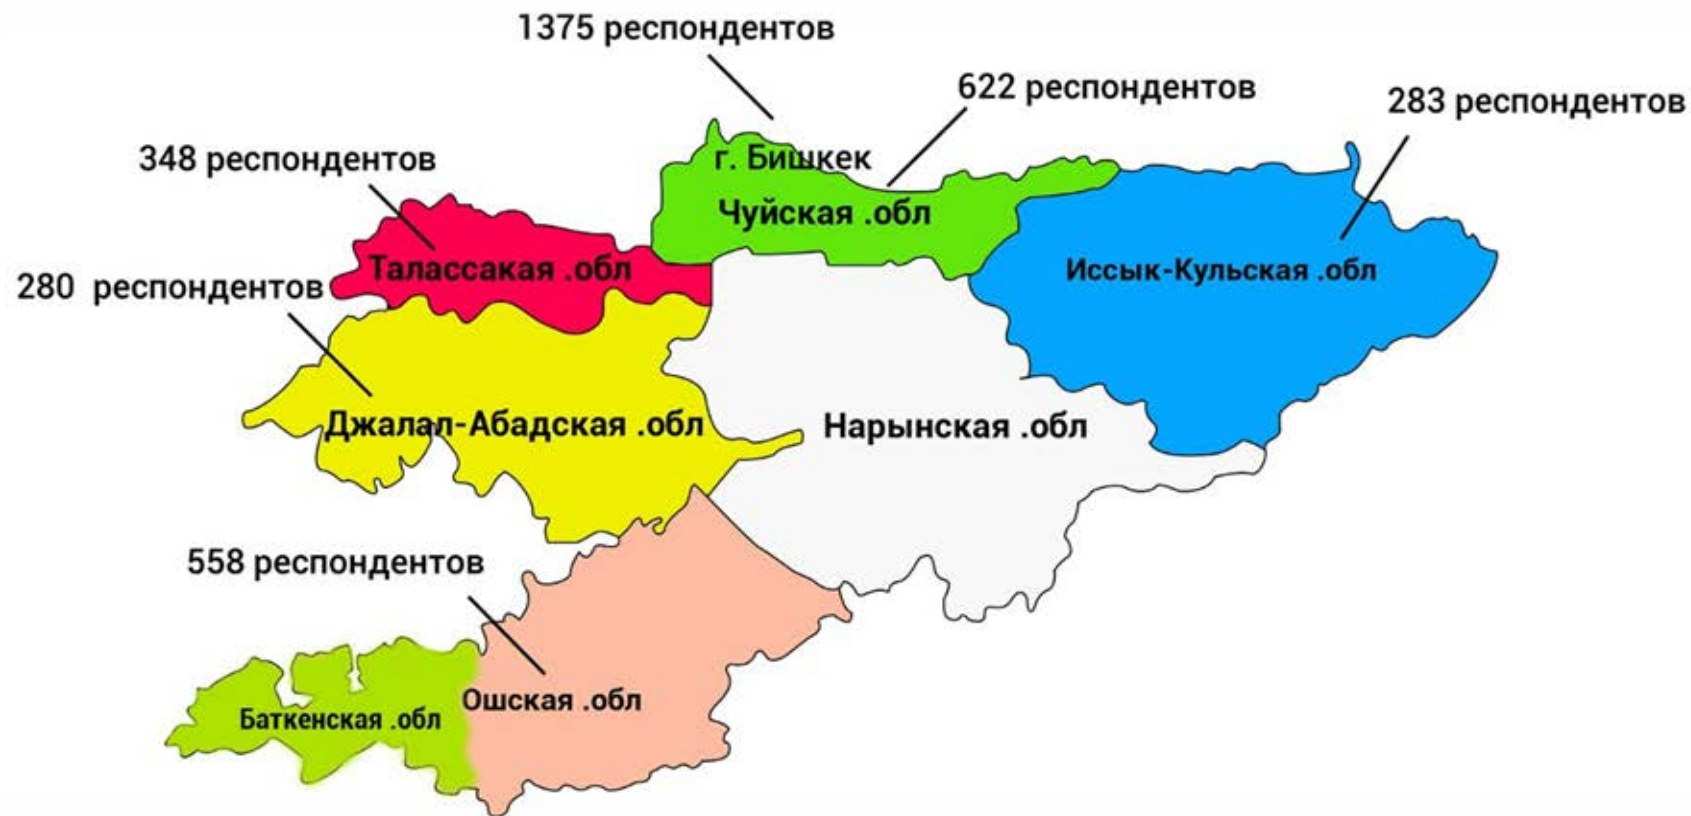 1375 респондентов
622 респондентов
283 респондентов
348 респондентов
г. Бишкек
Чуйская .обл
Талассакая .обл
Иссык-Кульская .обл
280 респондентов
Джалал-Абадская .обл
Нарынская .обл
558 респондентов
Ошская .обл
Баткенская .обл